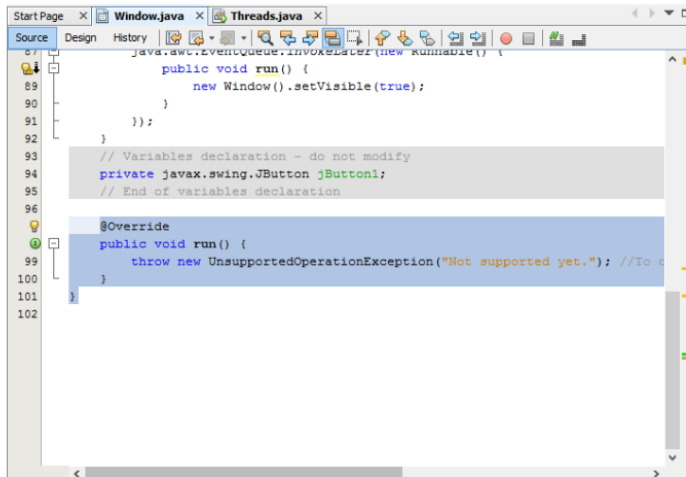 Start Page Window.java Threads.java
Source Design History
87 java.awt.EventQueue.invokeLater(new Runnable() {
public void run() {
89 new Window().setVisible(true);
90 }
91 });
92 }
93 // Variables declaration - do not modify
94 private javax.swing.JButton jButton1;
95 // End of variables declaration
96
@Override
public void run() {
99 throw new UnsupportedOperationException("Not supported yet."); //To
100 }
101 }
102